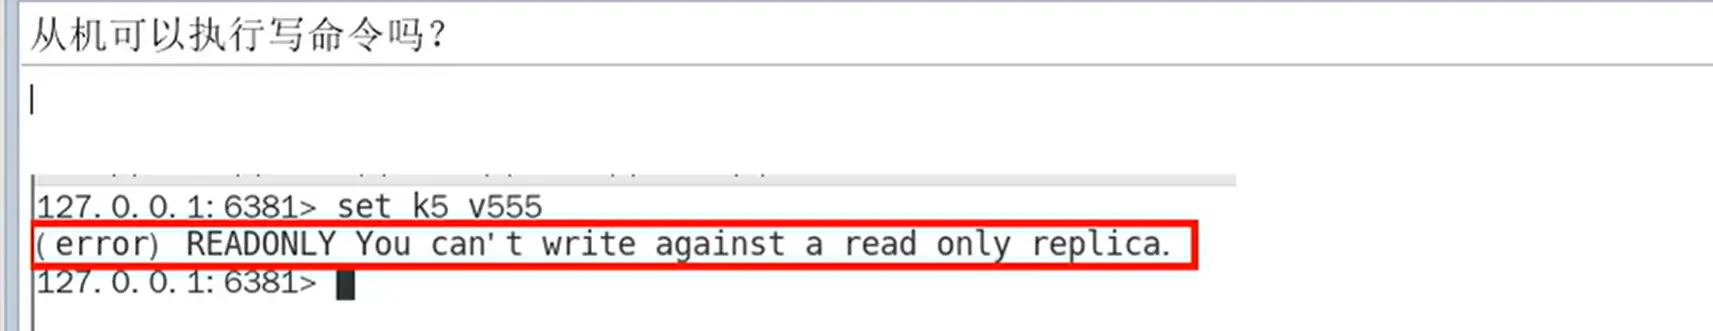 从机可以执行写命令吗？
127.0.0.1:6381> set k5 v555
(error) READONLY You can't write against a read only replica.
127.0.0.1:6381>